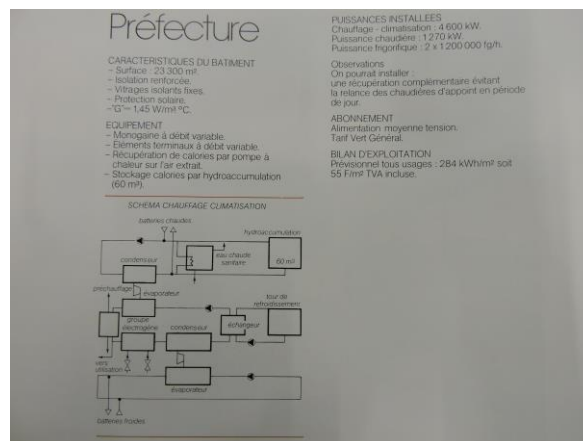 Préfecture
CARACTERISTIQUES DU BATIMENT
– Surface : 23 300 m².
– Isolation renforcée.
– Vitrages isolants fixes.
– Protection solaire.
–"G"= 1,45 W/m³.°C.
EQUIPEMENT
– Monogaine à débit variable.
– Eléments terminaux à débit variable.
– Récupération de calories par pompe à
chaleur sur l'air extrait.
– Stockage calories par hydroaccumulation
(60 m³).
PUISSANCES INSTALLEES
Chauffage - climatisation : 4 600 kW.
Puissance chaudière : 1 270 kW.
Puissance frigorifique : 2 x 1 200 000 fg/h.
Observations
On pourrait installer :
une récupération complémentaire évitant
la relance des chaudières d'appoint en période
de jour.
ABONNEMENT
Alimentation moyenne tension.
Tarif Vert Général.
BILAN D'EXPLOITATION
Prévisionnel tous usages : 284 kWh/m² soit
55 F/m² TVA incluse.
SCHEMA CHAUFFAGE CLIMATISATION
batteries chaudes
hydroaccumulation
condenseur
eau chaude
sanitaire
60 m³
préchauffage
évaporateur
tour de
refroidissement
groupe
électrogène
condenseur
échangeur
vers
utilisation
évaporateur
batteries froides